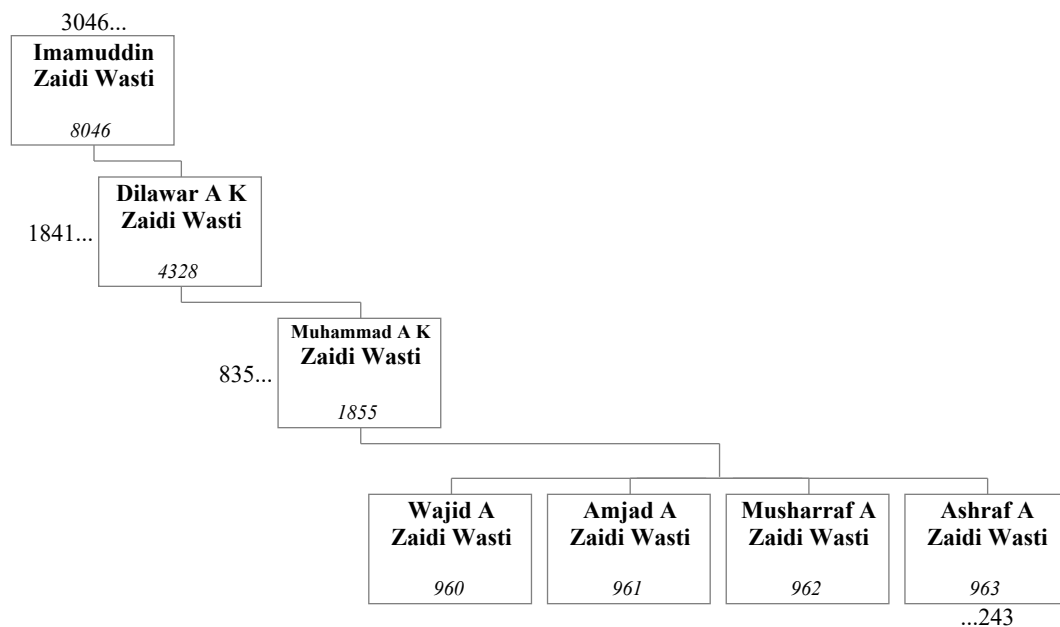 3046...
Imamuddin
Zaidi Wasti
8046
Dilawar A K
Zaidi Wasti
1841...
4328
Muhammad A K
Zaidi Wasti
835...
1855
Wajid A
Zaidi Wasti
960
Amjad A
Zaidi Wasti
961
Musharraf A
Zaidi Wasti
962
Ashraf A
Zaidi Wasti
963
...243